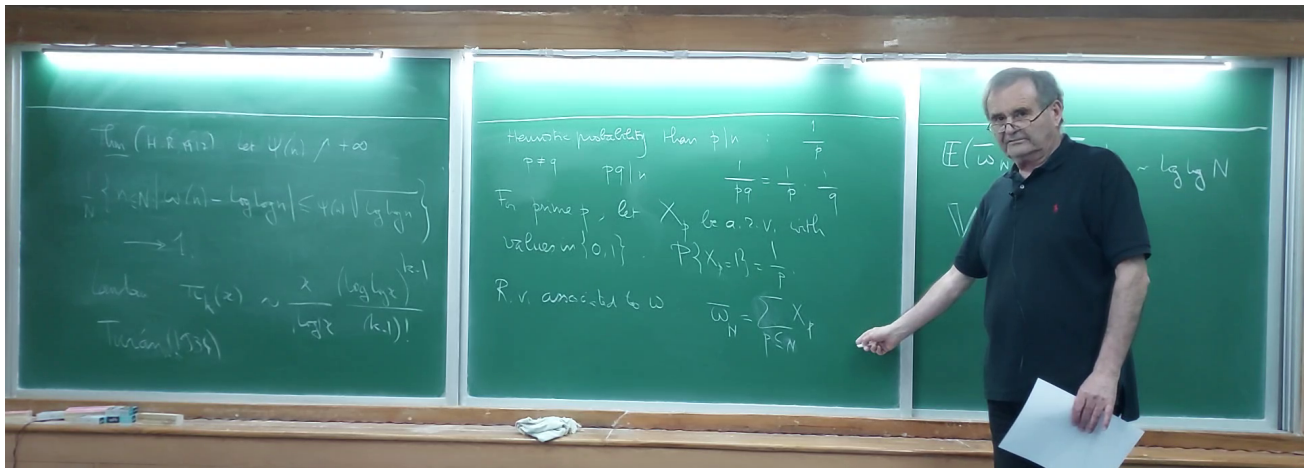 Thm (H.R. 1912) let ψ(n) ↗ +∞
1/N {n≤N | |ω(n) − log log n| ≤ ψ(n) √(log log n)}
→ 1.
Landau π_k(x) ~ x/log x (log log x)^{k-1}/(k-1)!
Turán (1934)
Heuristic probability than p|n : 1/p
p ≠ q pq|n 1/pq = 1/p · 1/q
For prime p, let X_p be a r.v. with
values in {0,1}. P{X_p=1} = 1/p.
R.v. associated to ω ω̄_N = Σ_{p≤N} X_p
E(ω̄_N ~ log log N
V